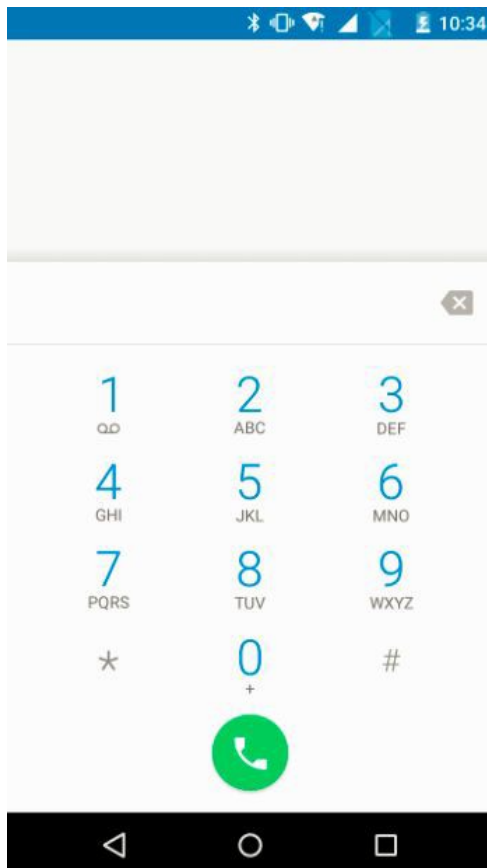 10:34
1 2 3
ABC DEF
4 5 6
GHI JKL MNO
7 8 9
PQRS TUV WXYZ
* 0 #
+